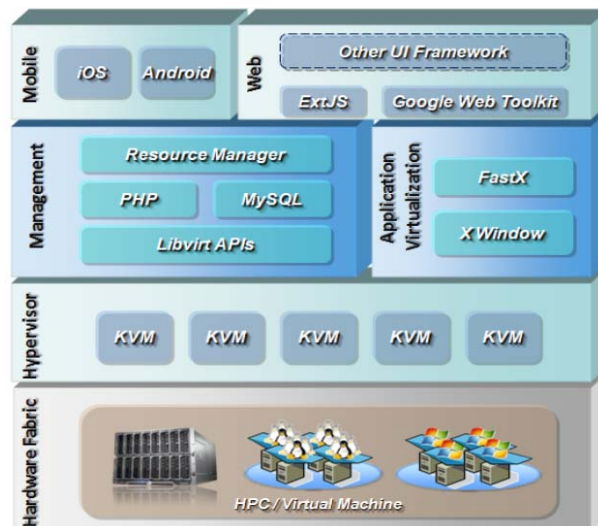 Mobile
iOS
Android
Web
Other UI Framework
ExtJS
Google Web Toolkit
Management
Resource Manager
PHP
MySQL
Libvirt APIs
Application
Virtualization
FastX
X Window
Hypervisor
KVM
KVM
KVM
KVM
KVM
Hardware Fabric
HPC / Virtual Machine